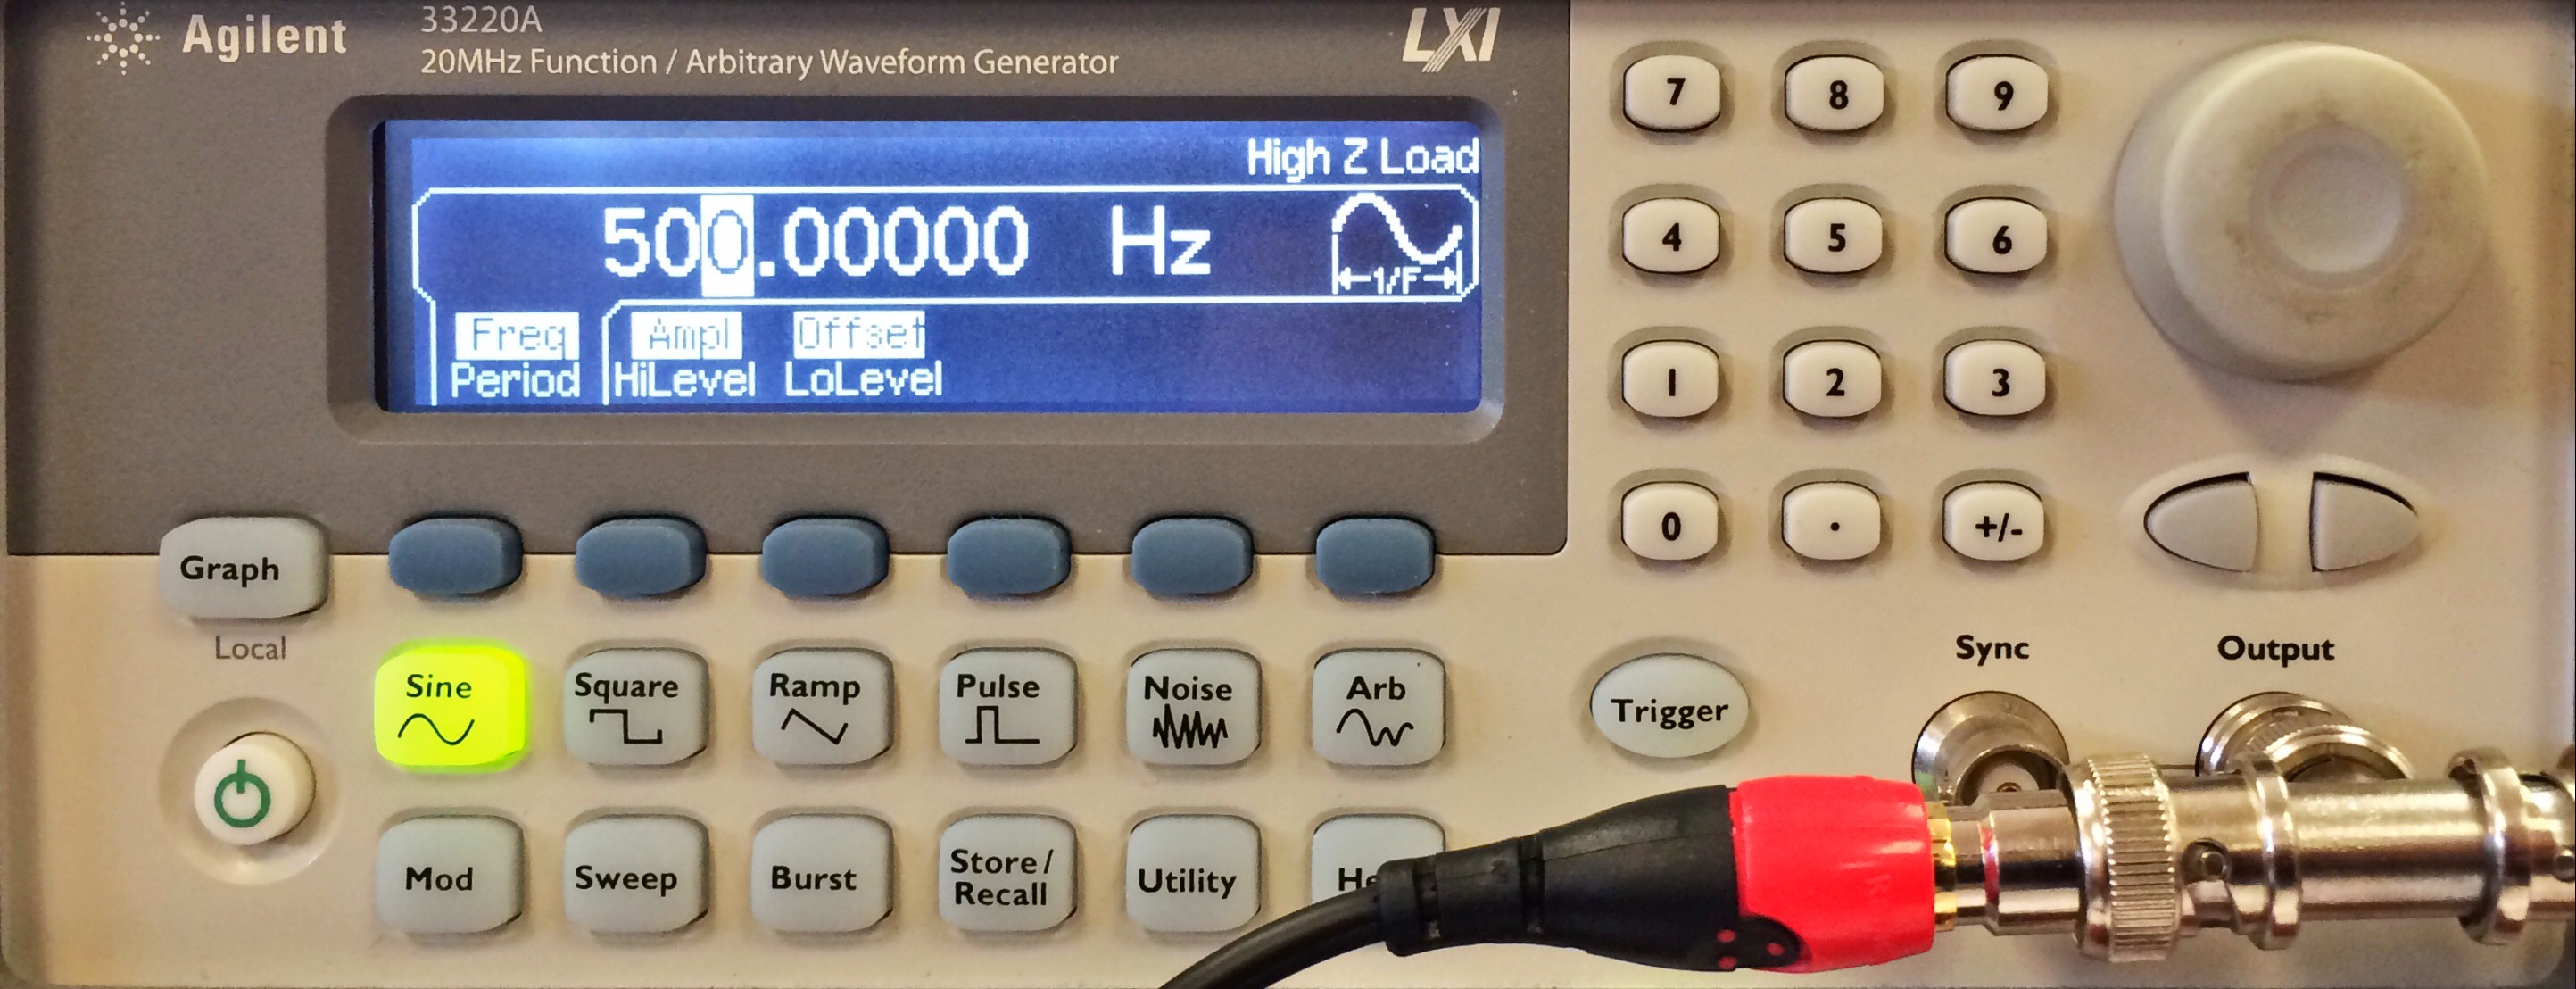 Agilent
33220A
20MHz Function / Arbitrary Waveform Generator
LXI
High Z Load
500.00000 Hz
1/F
Freq Ampl Offset
Period HiLevel LoLevel
7 8 9
4 5 6
1 2 3
0 . +/-
Graph
Local
Sine Square Ramp Pulse Noise Arb
Mod Sweep Burst Store/
Recall Utility
Trigger
Sync Output